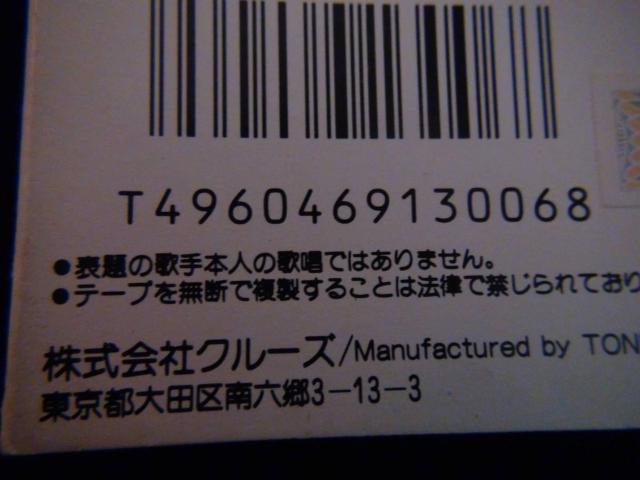 T4960469130068
●表題の歌手本人の歌唱ではありません。
●テープを無断で複製することは法律で禁じられており
株式会社クルーズ/Manufactured by TON
東京都大田区南六郷3-13-3